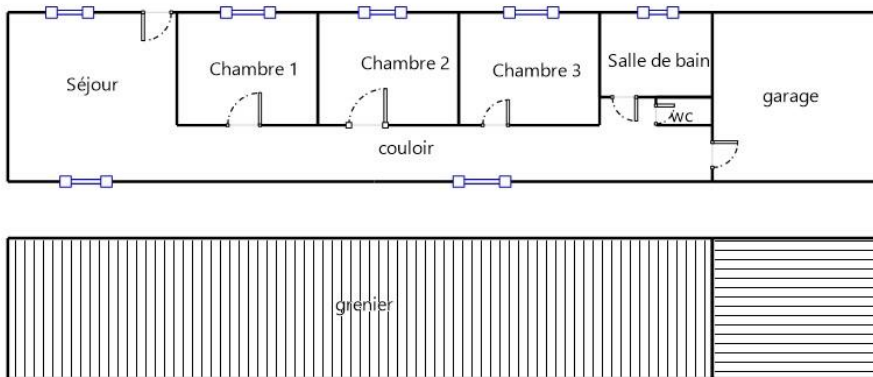 Séjour
Chambre 1
Chambre 2
Chambre 3
Salle de bain
garage
wc
couloir
grenier